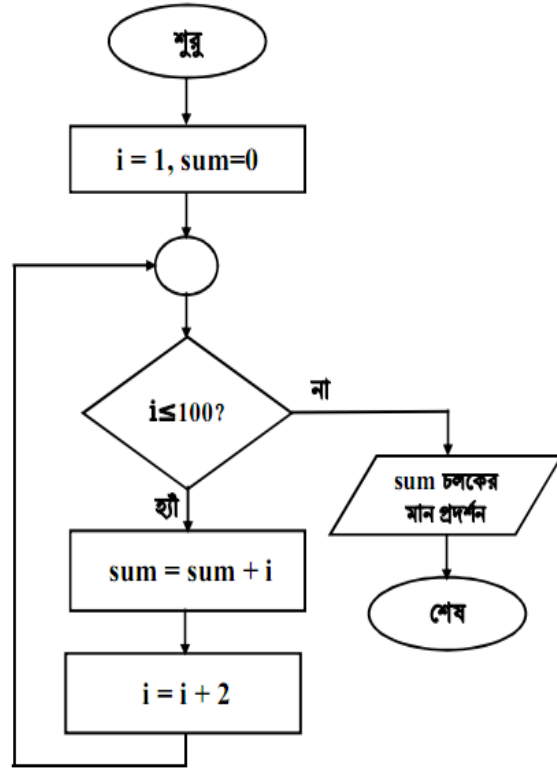 শুরু
i = 1, sum=0
i≤100?
না
হ্যাঁ
sum চলকের
মান প্রদর্শন
sum = sum + i
শেষ
i = i + 2